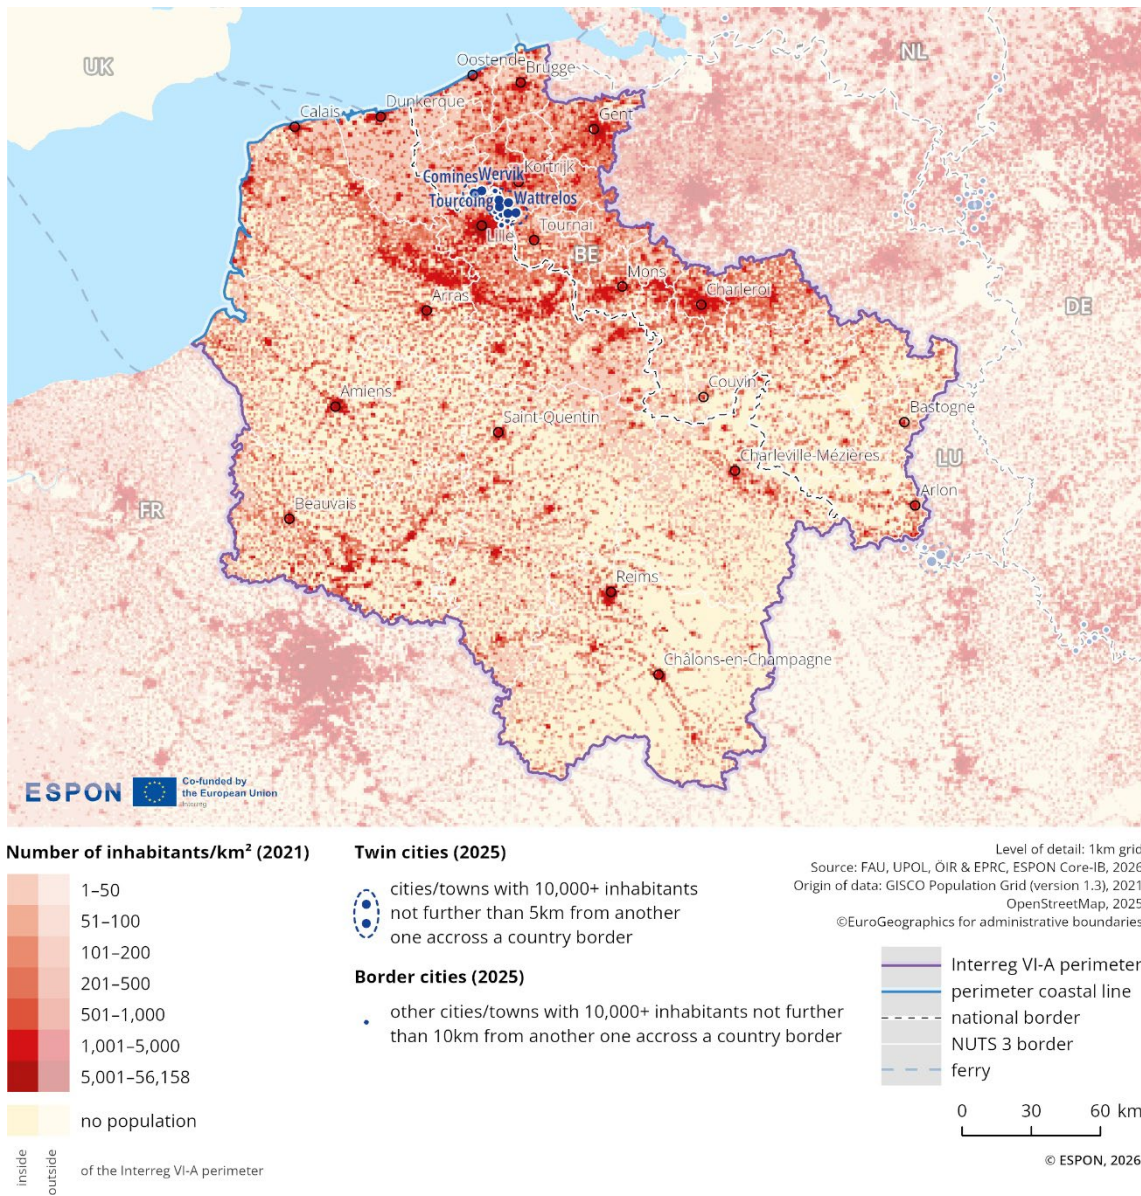 UK
NL
Oostende
Brugge
Dunkerque
Calais
Gent
Kortrijk
Comines
Wervik
Tourcoing
Wattrelos
Lille
Tournai
BE
Mons
Charleroi
Arras
DE
Couvin
Amiens
Bastogne
Saint-Quentin
Charleville-Mézières
LU
Arlon
Beauvais
FR
Reims
Châlons-en-Champagne
ESPON
Co-funded by
the European Union
Number of inhabitants/km² (2021)
1–50
51–100
101–200
201–500
501–1,000
1,001–5,000
5,001–56,158
no population
inside
outside
of the Interreg VI-A perimeter
Twin cities (2025)
cities/towns with 10,000+ inhabitants
not further than 5km from another
one accross a country border
Border cities (2025)
other cities/towns with 10,000+ inhabitants not further
than 10km from another one accross a country border
Level of detail: 1km grid
Source: FAU, UPOL, ÖIR & EPRC, ESPON Core-IB, 2026
Origin of data: GISCO Population Grid (version 1.3), 2021
OpenStreetMap, 2025
©EuroGeographics for administrative boundaries
Interreg VI-A perimeter
perimeter coastal line
national border
NUTS 3 border
ferry
0 30 60 km
© ESPON, 2026